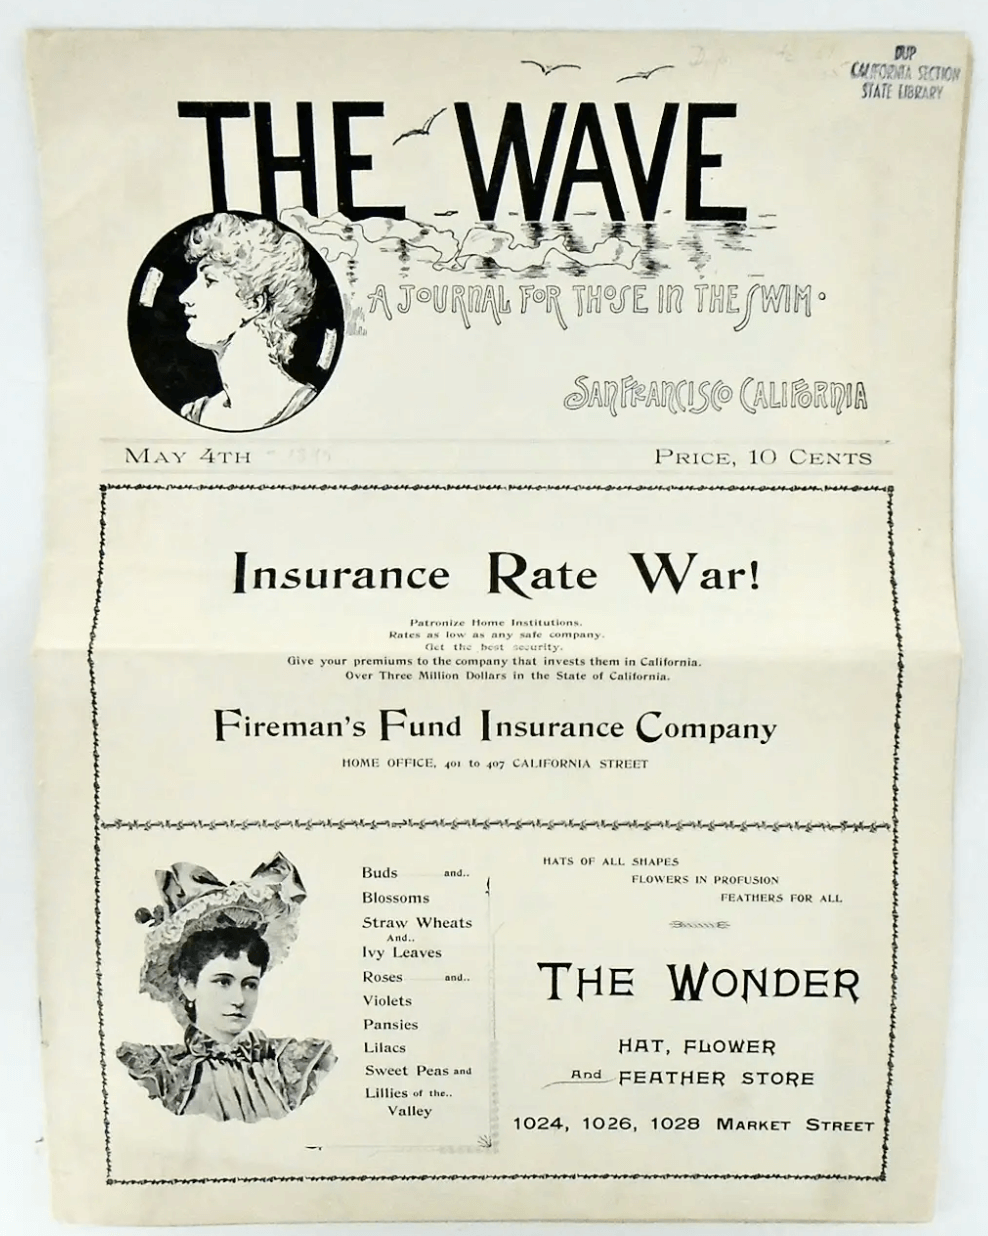 DUP
CALIFORNIA SECTION
STATE LIBRARY
THE WAVE
A JOURNAL FOR THOSE IN THE SWIM.
SAN FRANCISCO CALIFORNIA
MAY 4TH - 1895
PRICE, 10 CENTS
Insurance Rate War!
Patronize Home Institutions.
Rates as low as any safe company.
Get the best security.
Give your premiums to the company that invests them in California.
Over Three Million Dollars in the State of California.
Fireman's Fund Insurance Company
HOME OFFICE, 401 to 407 CALIFORNIA STREET
Buds and..
Blossoms
Straw Wheats
And..
Ivy Leaves
Roses and..
Violets
Pansies
Lilacs
Sweet Peas and
Lillies of the..
Valley
HATS OF ALL SHAPES
FLOWERS IN PROFUSION
FEATHERS FOR ALL
THE WONDER
HAT, FLOWER
And FEATHER STORE
1024, 1026, 1028 MARKET STREET